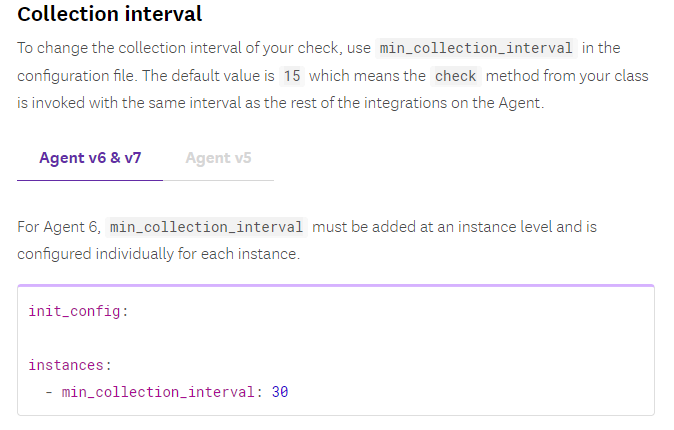 Collection interval
To change the collection interval of your check, use min_collection_interval in the
configuration file. The default value is 15 which means the check method from your class
is invoked with the same interval as the rest of the integrations on the Agent.
Agent v6 & v7 Agent v5
For Agent 6, min_collection_interval must be added at an instance level and is
configured individually for each instance.
init_config:
instances:
- min_collection_interval: 30